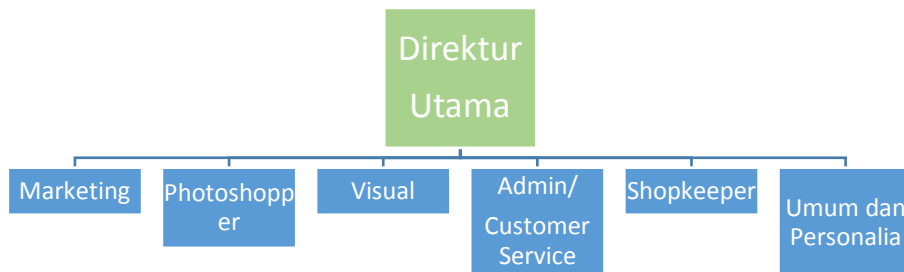 Direktur
Utama
Marketing
Photoshopp
er
Visual
Admin/
Customer
Service
Shopkeeper
Umum dan
Personalia